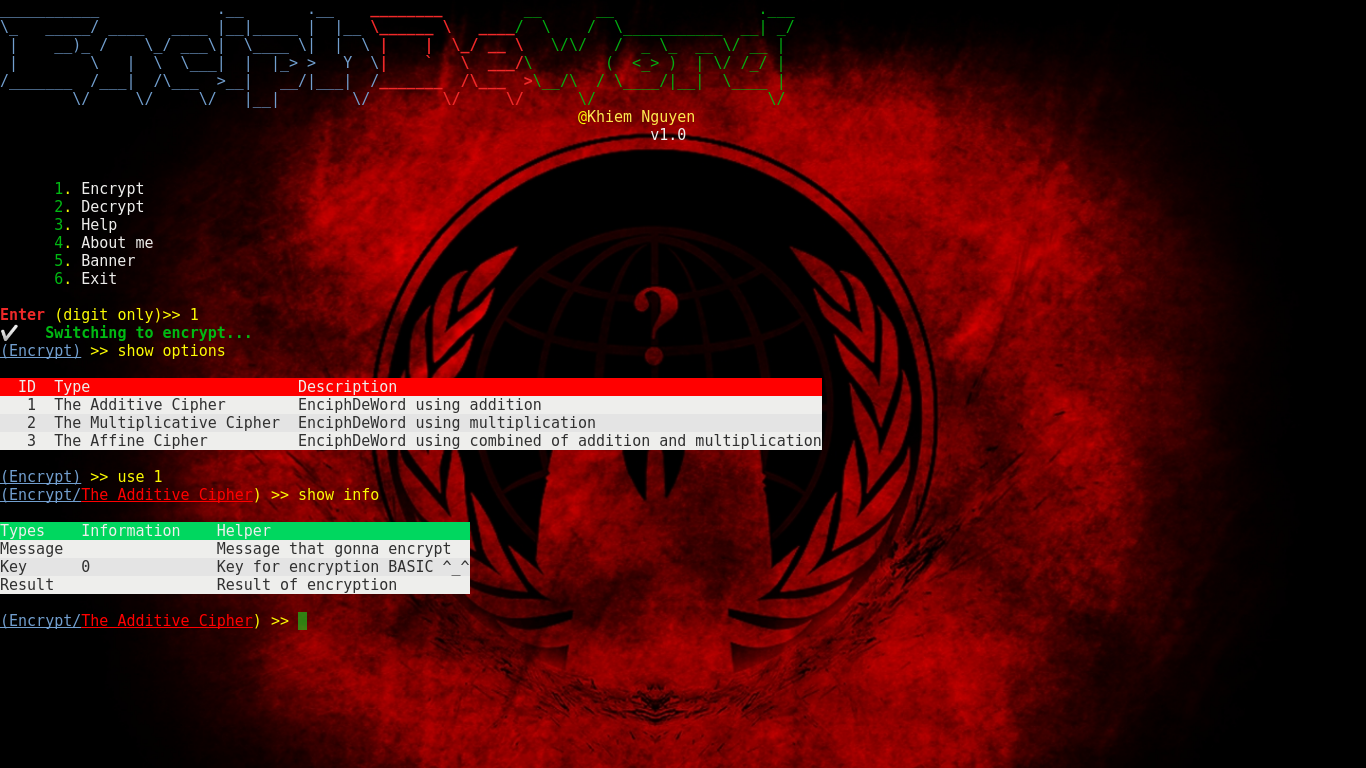 EnciphDeWord
@Khiem Nguyen
v1.0
1. Encrypt
2. Decrypt
3. Help
4. About me
5. Banner
6. Exit
Enter (digit only)>> 1
✔ Switching to encrypt...
(Encrypt) >> show options
ID Type Description
1 The Additive Cipher EnciphDeWord using addition
2 The Multiplicative Cipher EnciphDeWord using multiplication
3 The Affine Cipher EnciphDeWord using combined of addition and multiplication
(Encrypt) >> use 1
(Encrypt/The Additive Cipher) >> show info
Types Information Helper
Message Message that gonna encrypt
Key 0 Key for encryption BASIC ^_^
Result Result of encryption
(Encrypt/The Additive Cipher) >>
?